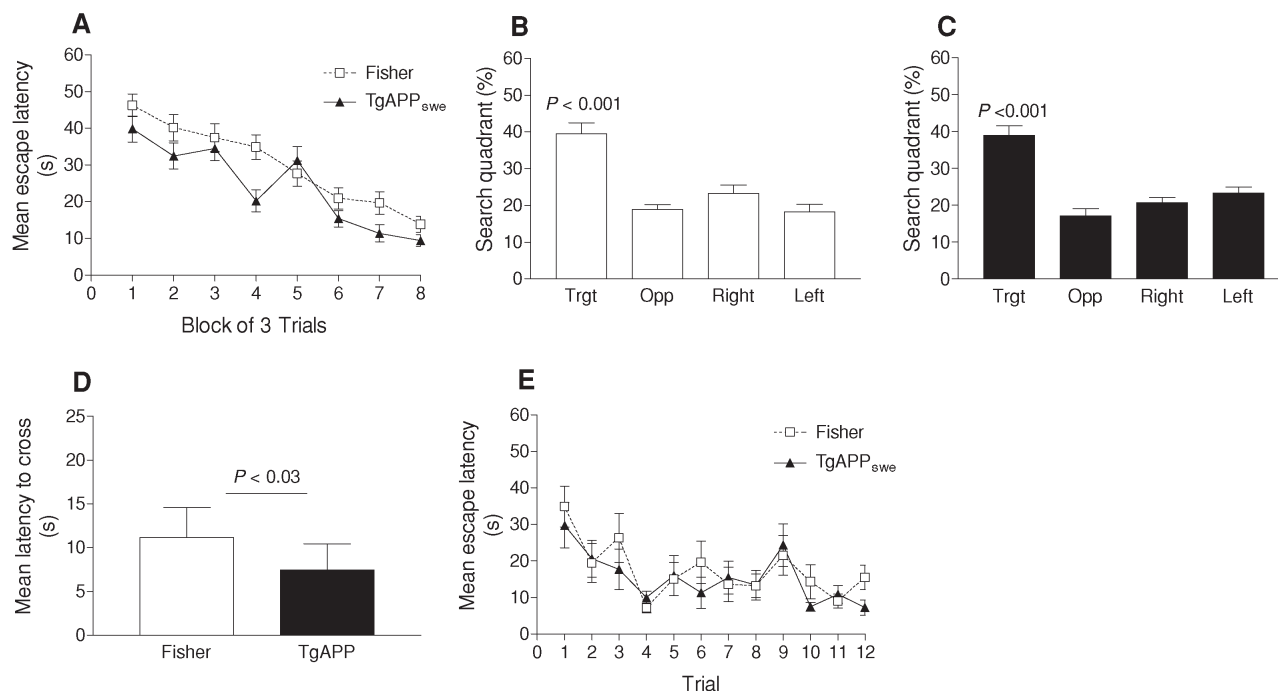 A
Mean escape latency
(s)
60
50
40
30
20
10
0
0 1 2 3 4 5 6 7 8
Block of 3 Trials
Fisher
TgAPPswe
B
Search quadrant (%)
60
50
40
30
20
10
0
P < 0.001
Trgt Opp Right Left
C
Search quadrant (%)
60
50
40
30
20
10
0
P <0.001
Trgt Opp Right Left
D
Mean latency to cross
(s)
25
20
15
10
5
0
P < 0.03
Fisher TgAPP
E
Mean escape latency
(s)
60
50
40
30
20
10
0
0 1 2 3 4 5 6 7 8 9 10 11 12
Trial
Fisher
TgAPPswe